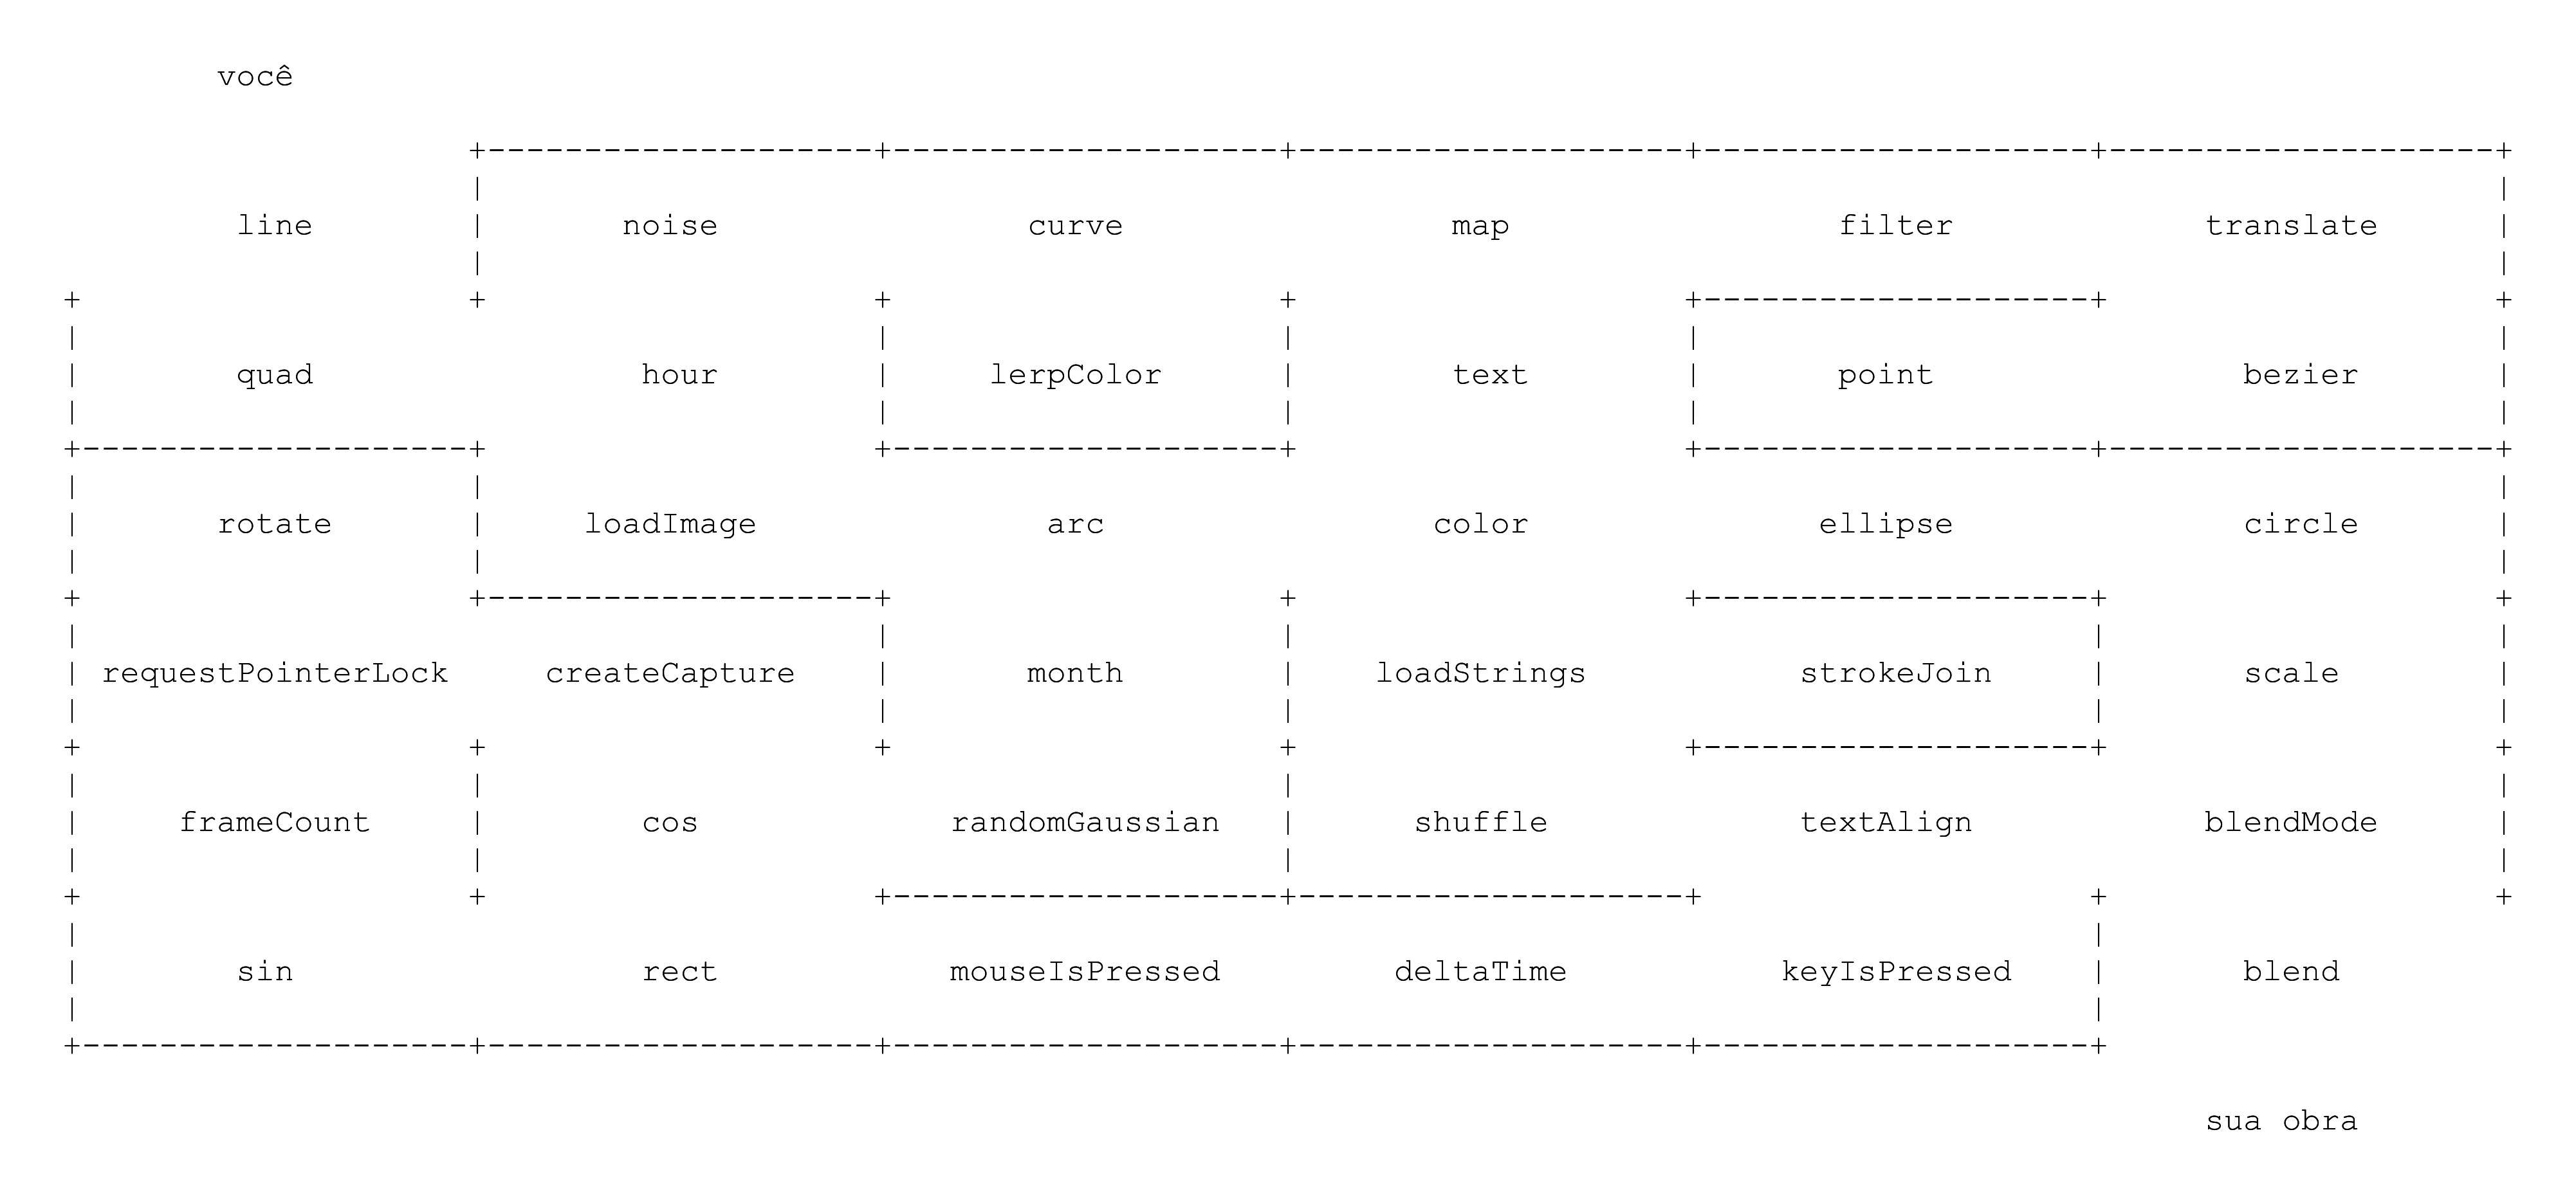 você
line noise curve map filter translate
quad hour lerpColor text point bezier
rotate loadImage arc color ellipse circle
requestPointerLock createCapture month loadStrings strokeJoin scale
frameCount cos randomGaussian shuffle textAlign blendMode
sin rect mouseIsPressed deltaTime keyIsPressed blend
sua obra